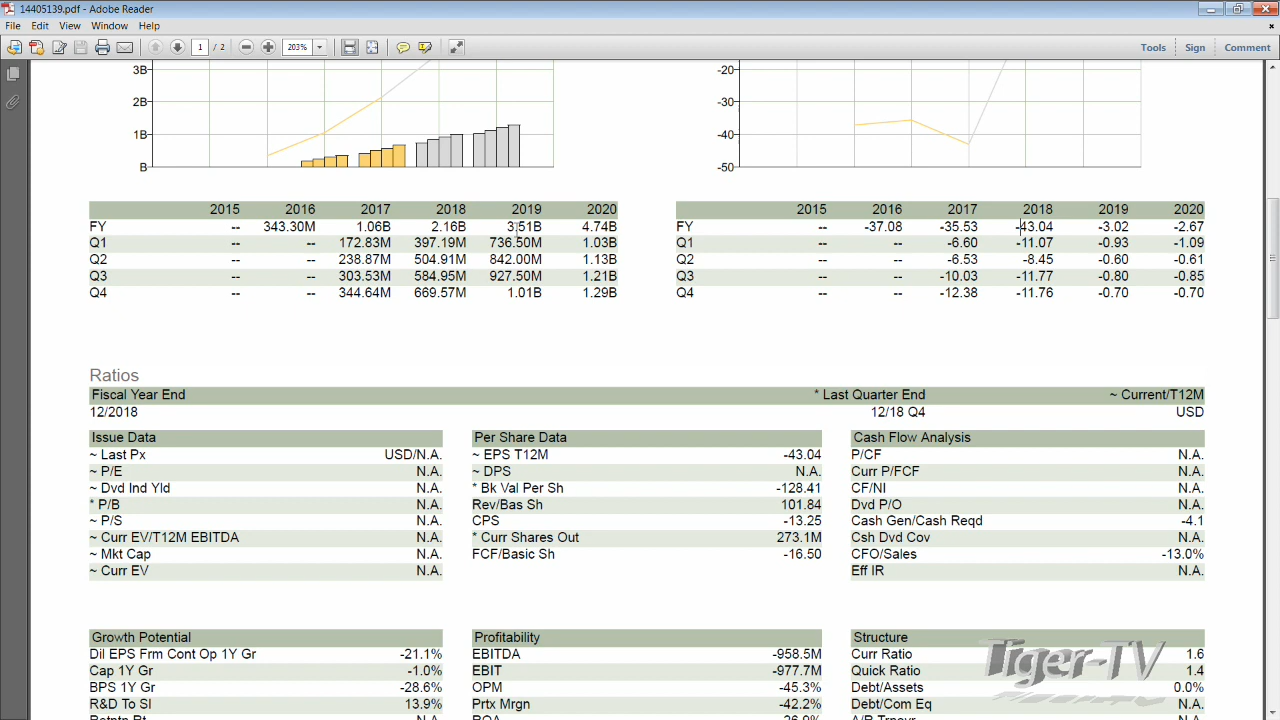 14405139.pdf - Adobe Reader
File Edit View Window Help
1 / 2 203% Tools Sign Comment
3B
2B
1B
B
-20
-30
-40
-50
2015 2016 2017 2018 2019 2020
FY -- 343.30M 1.06B 2.16B 3.51B 4.74B
Q1 -- -- 172.83M 397.19M 736.50M 1.03B
Q2 -- -- 238.87M 504.91M 842.00M 1.13B
Q3 -- -- 303.53M 584.95M 927.50M 1.21B
Q4 -- -- 344.64M 669.57M 1.01B 1.29B
2015 2016 2017 2018 2019 2020
FY -- -37.08 -35.53 -43.04 -3.02 -2.67
Q1 -- -- -6.60 -11.07 -0.93 -1.09
Q2 -- -- -6.53 -8.45 -0.60 -0.61
Q3 -- -- -10.03 -11.77 -0.80 -0.85
Q4 -- -- -12.38 -11.76 -0.70 -0.70
Ratios
Fiscal Year End * Last Quarter End ~ Current/T12M
12/2018 12/18 Q4 USD
Issue Data
~ Last Px USD/N.A.
~ P/E N.A.
~ Dvd Ind Yld N.A.
* P/B N.A.
~ P/S N.A.
~ Curr EV/T12M EBITDA N.A.
~ Mkt Cap N.A.
~ Curr EV N.A.
Per Share Data
~ EPS T12M -43.04
~ DPS N.A.
* Bk Val Per Sh -128.41
Rev/Bas Sh 101.84
CPS -13.25
* Curr Shares Out 273.1M
FCF/Basic Sh -16.50
Cash Flow Analysis
P/CF N.A.
Curr P/FCF N.A.
CF/NI N.A.
Dvd P/O N.A.
Cash Gen/Cash Reqd -4.1
Csh Dvd Cov N.A.
CFO/Sales -13.0%
Eff IR N.A.
Growth Potential
Dil EPS Frm Cont Op 1Y Gr -21.1%
Cap 1Y Gr -1.0%
BPS 1Y Gr -28.6%
R&D To Sl 13.9%
Profitability
EBITDA -958.5M
EBIT -977.7M
OPM -45.3%
Prtx Mrgn -42.2%
Structure
Curr Ratio 1.6
Quick Ratio 1.4
Debt/Assets 0.0%
Debt/Com Eq N.A.
Tiger-TV